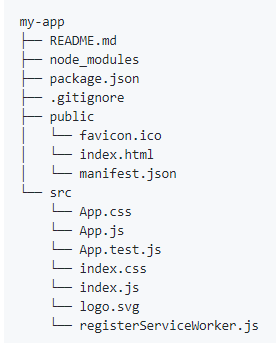 my-app
├── README.md
├── node_modules
├── package.json
├── .gitignore
├── public
│   └── favicon.ico
│   └── index.html
│   └── manifest.json
└── src
    └── App.css
    └── App.js
    └── App.test.js
    └── index.css
    └── index.js
    └── logo.svg
    └── registerServiceWorker.js